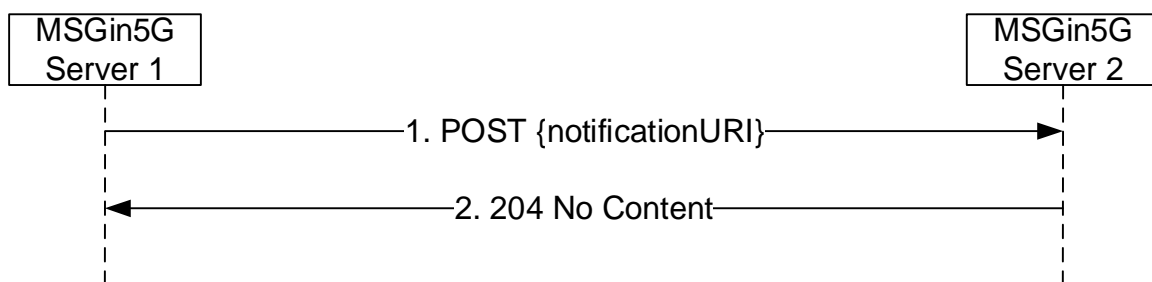 MSGin5G
Server 1
MSGin5G
Server 2
1. POST {notificationURI}
2. 204 No Content